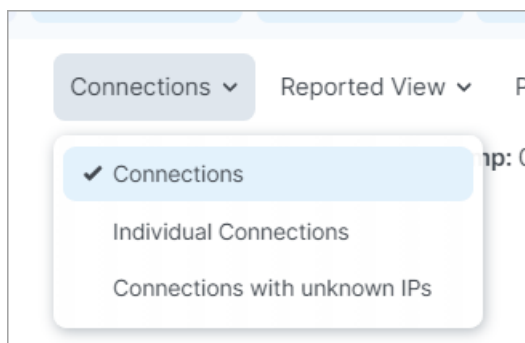 Connections Reported View P
Connections
Individual Connections
Connections with unknown IPs